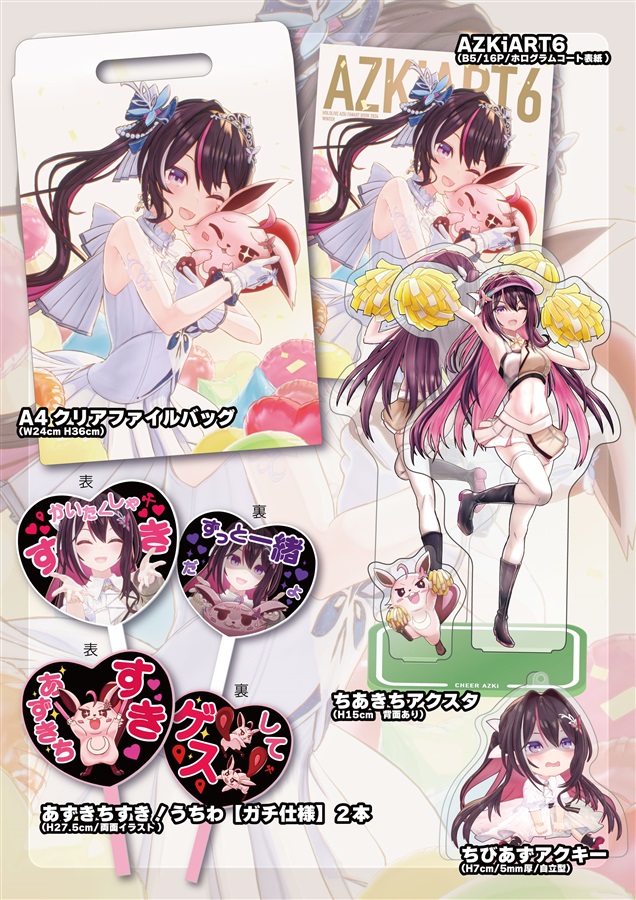 AZKiART6
(B5/16P/ホログラムコート表紙)
AZKiART6
A4 クリアファイルバッグ
(W24cm H36cm)
表
かいたくしゃ
すき
裏
ずっと一緒
だよ
表
すき
あずきち
裏
して
ゲス
CHEER AZKi
ちあきちアクスタ
(H15cm 背面あり)
あずきちすき!うちわ【ガチ仕様】2本
(H27.5cm/両面イラスト)
ちびあずアクキー
(H7cm/5mm厚/自立型)